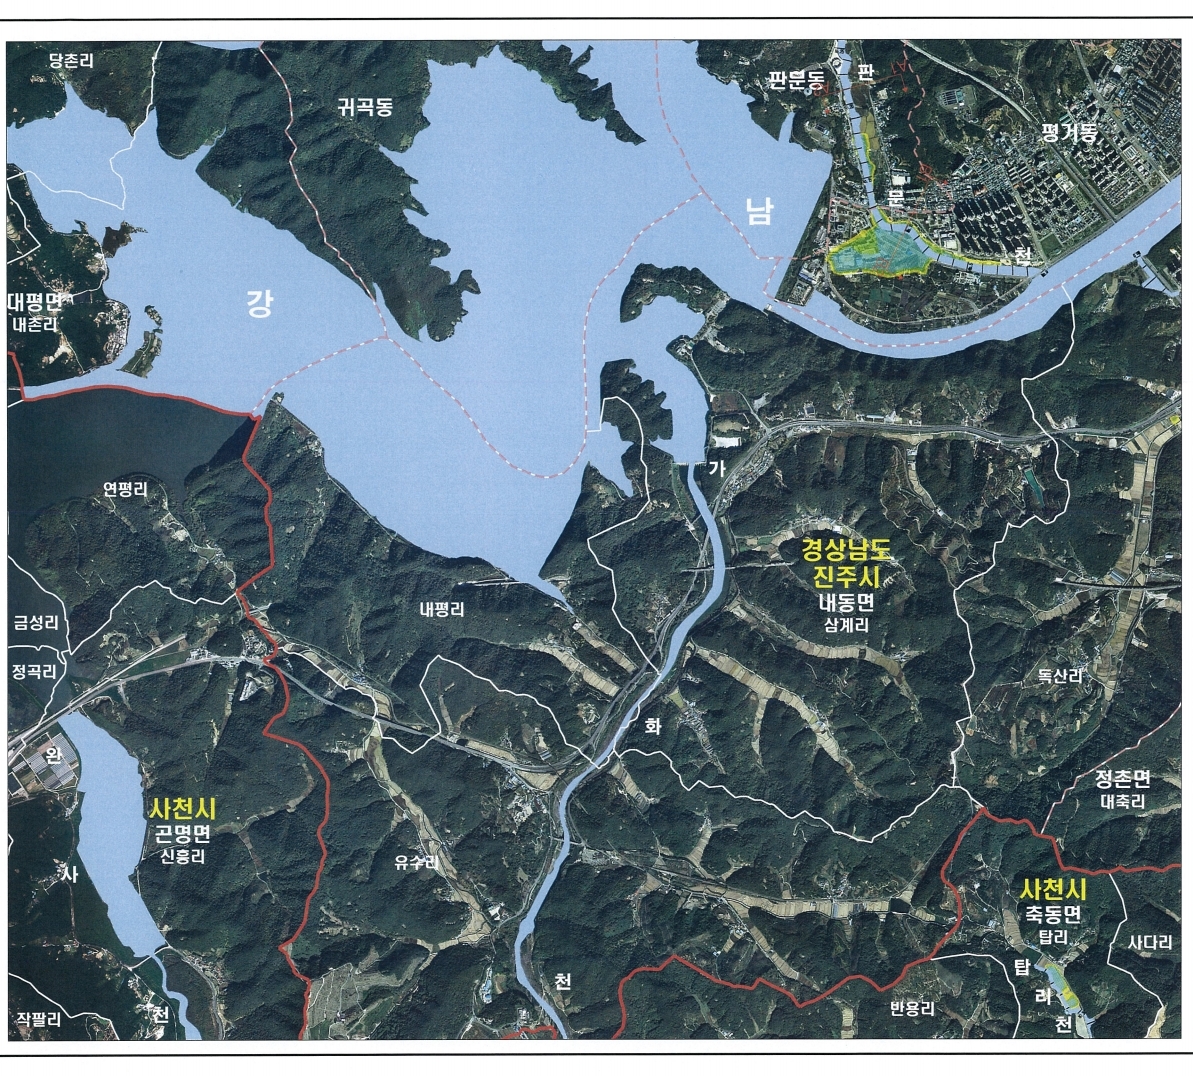 당촌리
귀곡동
판문동
판
평거동
문
남
천
강
대평면
내촌리
가
연평리
경상남도
진주시
내동면
삼계리
내평리
금성리
정곡리
독산리
화
완
정촌면
대축리
사천시
곤명면
신흥리
유수리
사
사천시
축동면
탑리
사다리
탑
리
천
천
반용리
작팔리
천